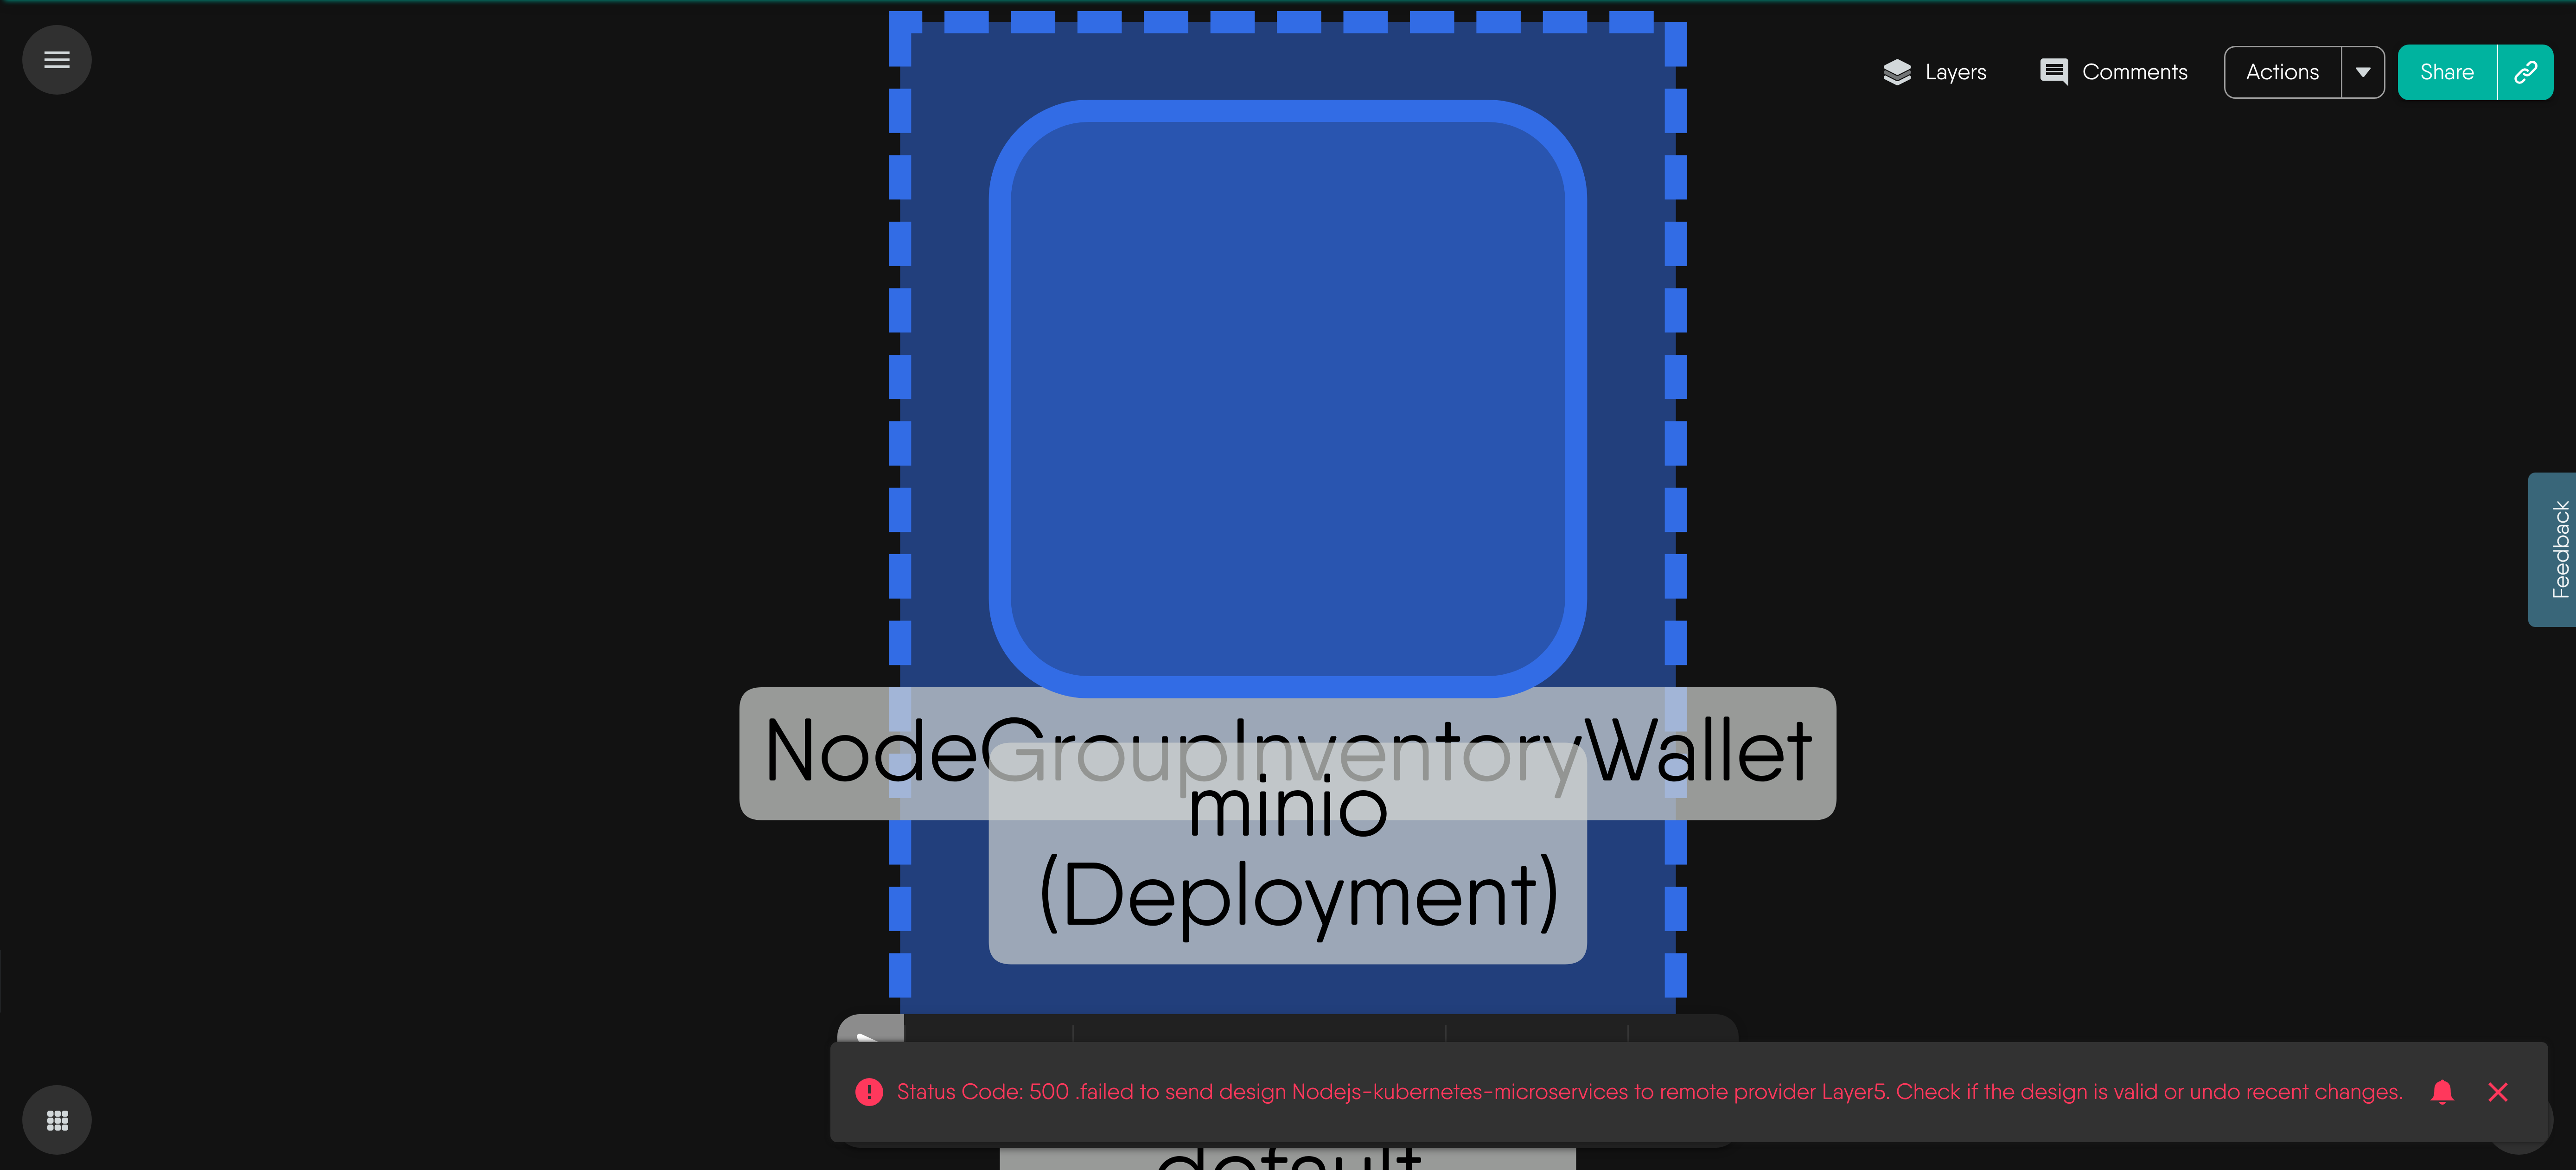 Layers
Comments
Actions
Share
Feedback
NodeGroupInventoryWallet
minio
(Deployment)
Status Code: 500 .failed to send design Nodejs-kubernetes-microservices to remote provider Layer5. Check if the design is valid or undo recent changes.
default